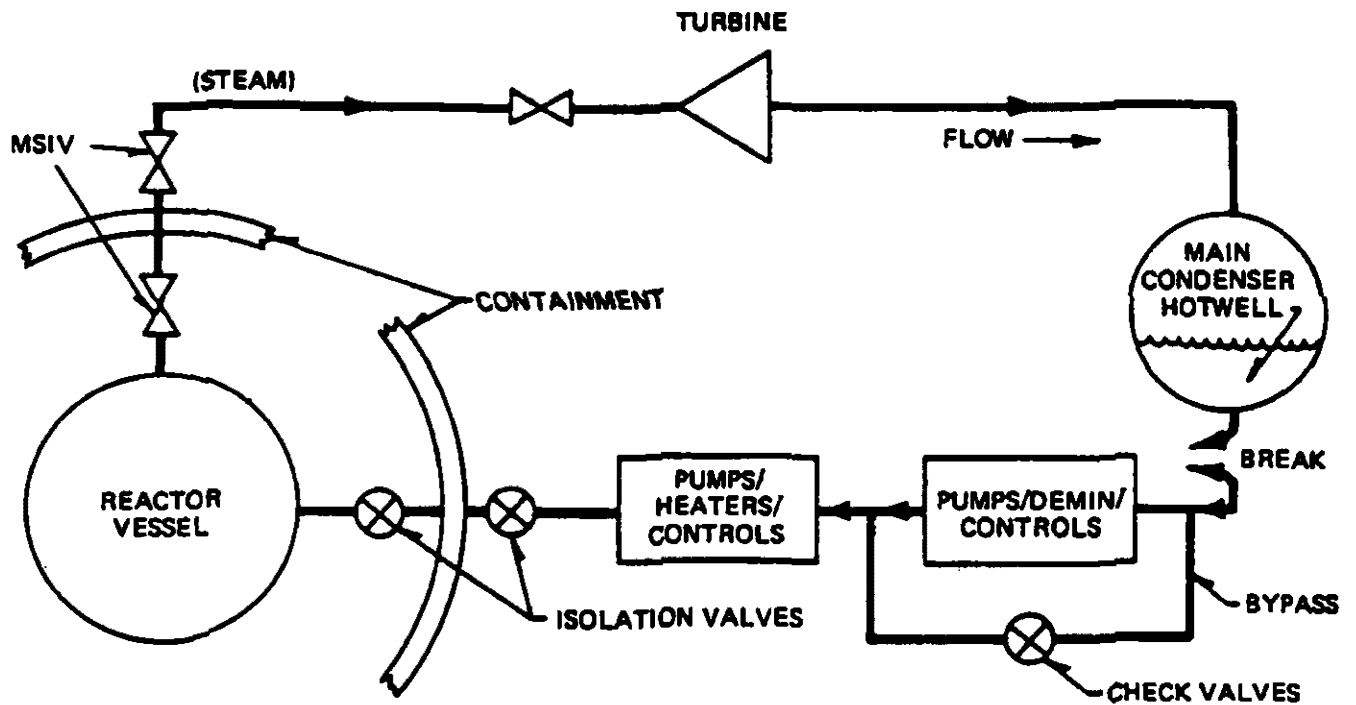 TURBINE
(STEAM)
MSIV
FLOW
MAIN
CONDENSER
HOTWELL
CONTAINMENT
BREAK
REACTOR
VESSEL
PUMPS/
HEATERS/
CONTROLS
PUMPS/DEMIN/
CONTROLS
ISOLATION VALVES
BYPASS
CHECK VALVES